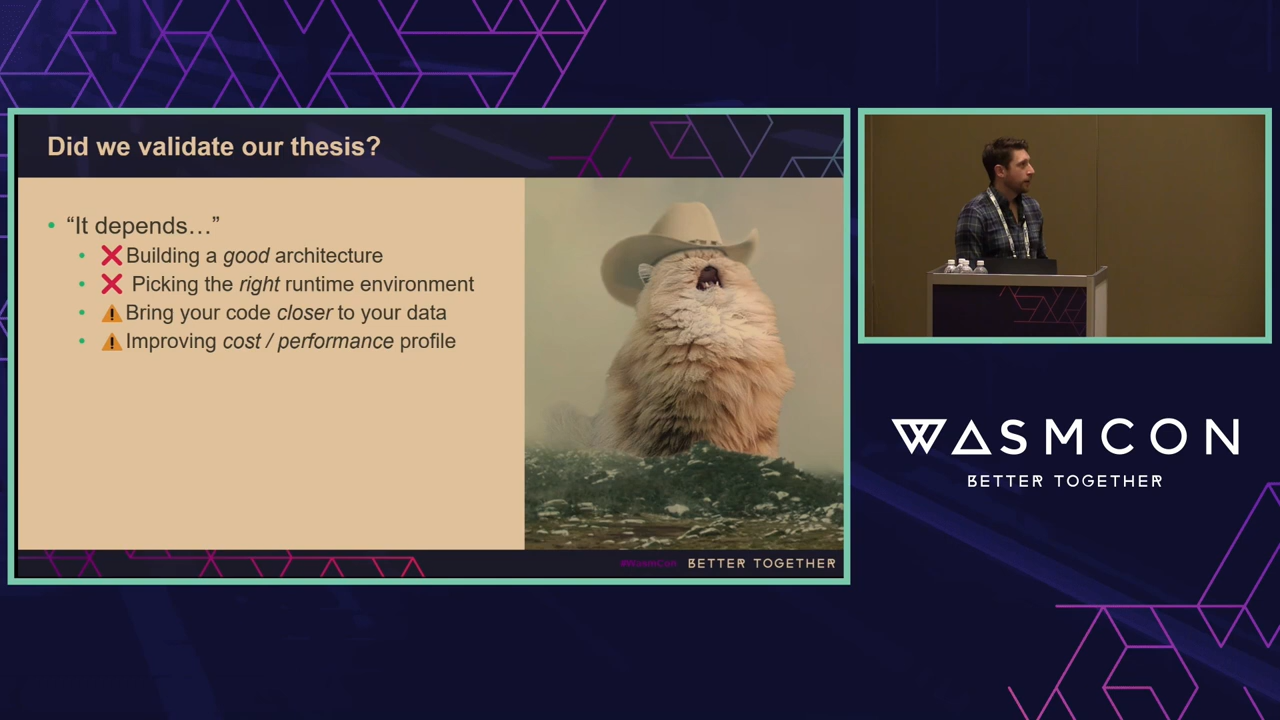 Did we validate our thesis?
• “It depends…”
• ❌ Building a good architecture
• ❌ Picking the right runtime environment
• ⚠ Bring your code closer to your data
• ⚠ Improving cost / performance profile
#WasmCon BETTER TOGETHER
WASMCON
BETTER TOGETHER